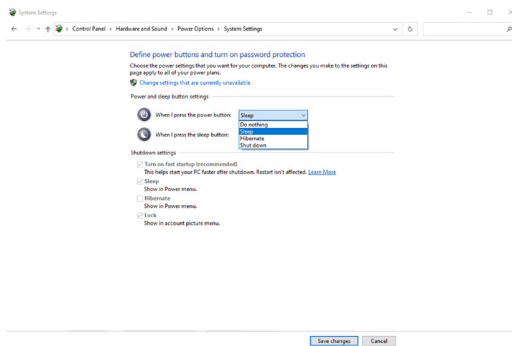 System Settings
Control Panel › Hardware and Sound › Power Options › System Settings
Define power buttons and turn on password protection
Choose the power settings that you want for your computer. The changes you make to the settings on this
page apply to all of your power plans.
Change settings that are currently unavailable
Power and sleep button settings
When I press the power button: Sleep
Do nothing
Sleep
Hibernate
Shut down
When I press the sleep button:
Shutdown settings
Turn on fast startup (recommended)
This helps start your PC faster after shutdown. Restart isn't affected. Learn More
Sleep
Show in Power menu.
Hibernate
Show in Power menu.
Lock
Show in account picture menu.
Save changes Cancel